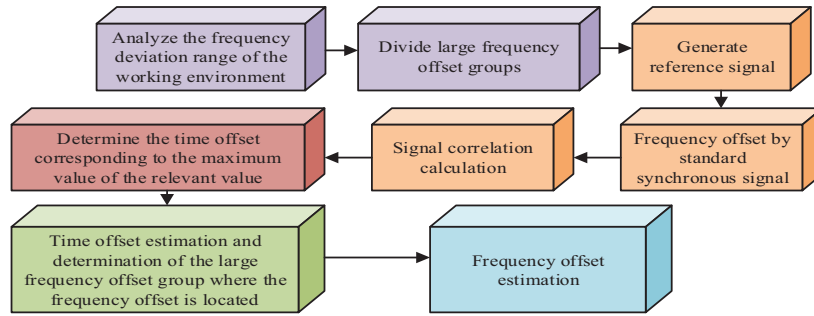 Analyze the frequency
deviation range of the
working environment
Divide large frequency
offset groups
Generate
reference signal
Frequency offset by
standard
synchronous signal
Signal correlation
calculation
Determine the time offset
corresponding to the maximum
value of the relevant value
Time offset estimation and
determination of the large
frequency offset group where the
frequency offset is located
Frequency offset
estimation